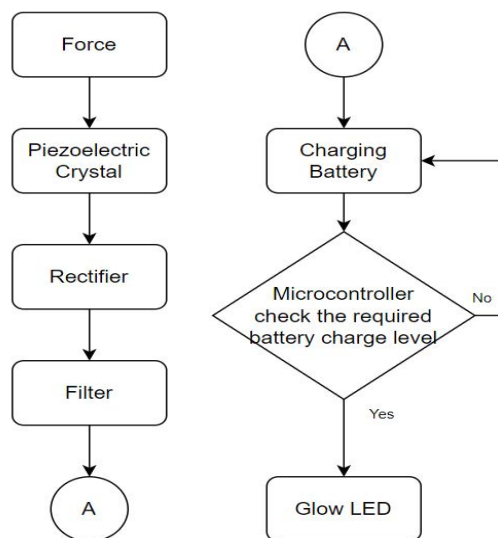 Force
Piezoelectric
Crystal
Rectifier
Filter
A
A
Charging
Battery
Microcontroller
check the required
battery charge level
No
Yes
Glow LED